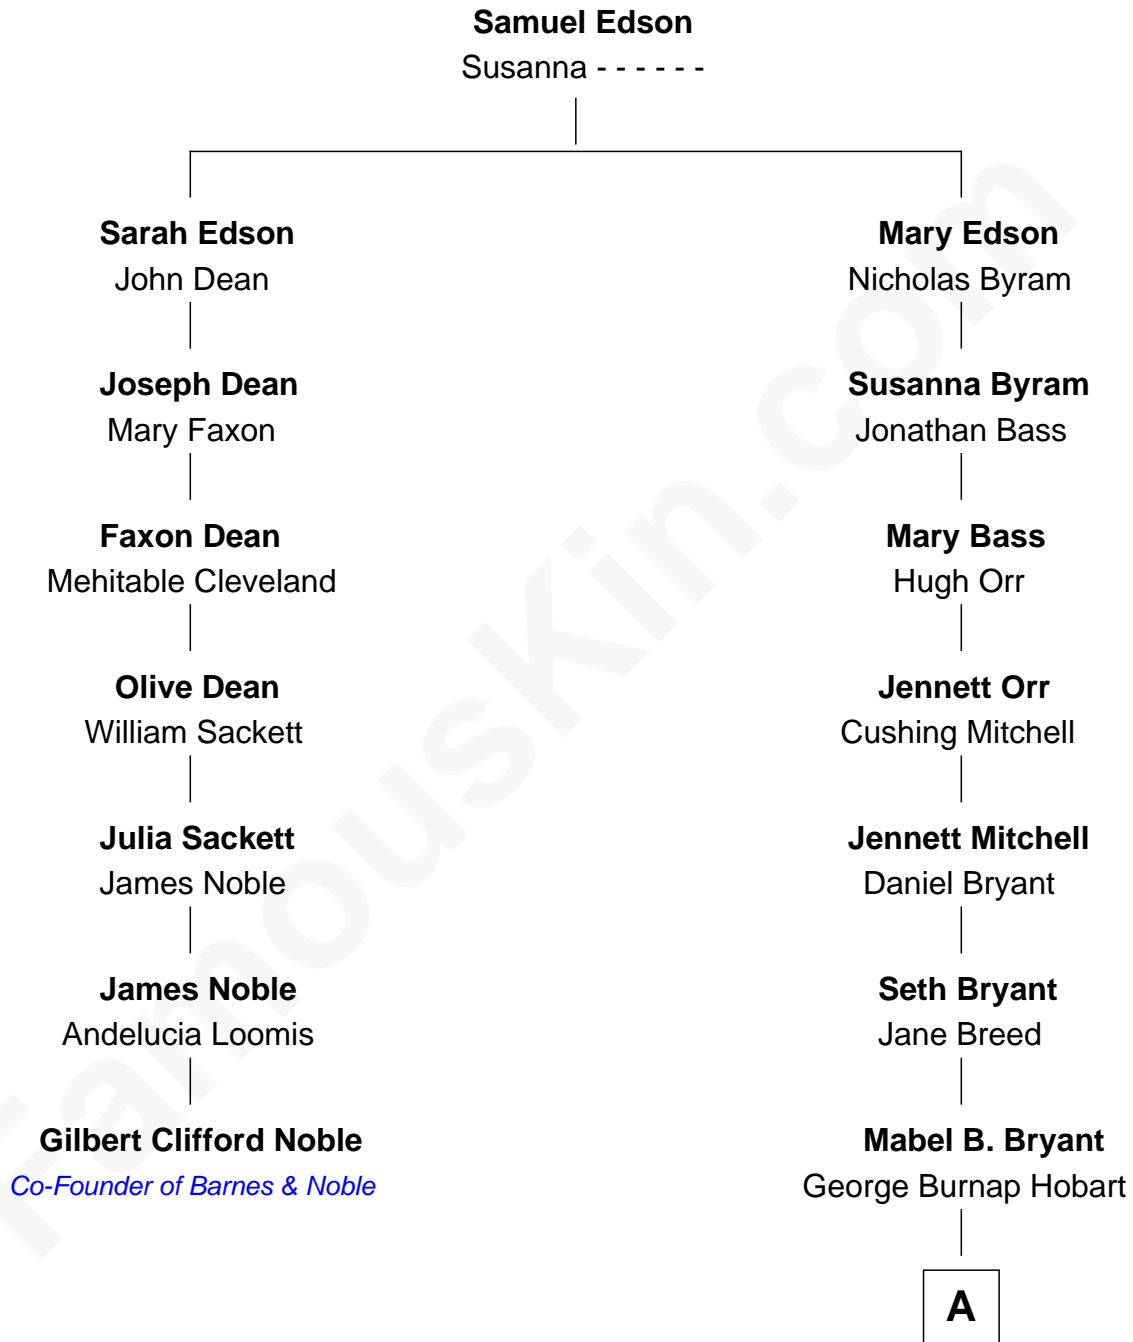 Samuel Edson
Susanna - - - - - -
Sarah Edson
John Dean
Joseph Dean
Mary Faxon
Faxon Dean
Mehitable Cleveland
Olive Dean
William Sackett
Julia Sackett
James Noble
James Noble
Andelucia Loomis
Gilbert Clifford Noble
Co-Founder of Barnes & Noble
Mary Edson
Nicholas Byram
Susanna Byram
Jonathan Bass
Mary Bass
Hugh Orr
Jennett Orr
Cushing Mitchell
Jennett Mitchell
Daniel Bryant
Seth Bryant
Jane Breed
Mabel B. Bryant
George Burnap Hobart
A
FamousKin.com